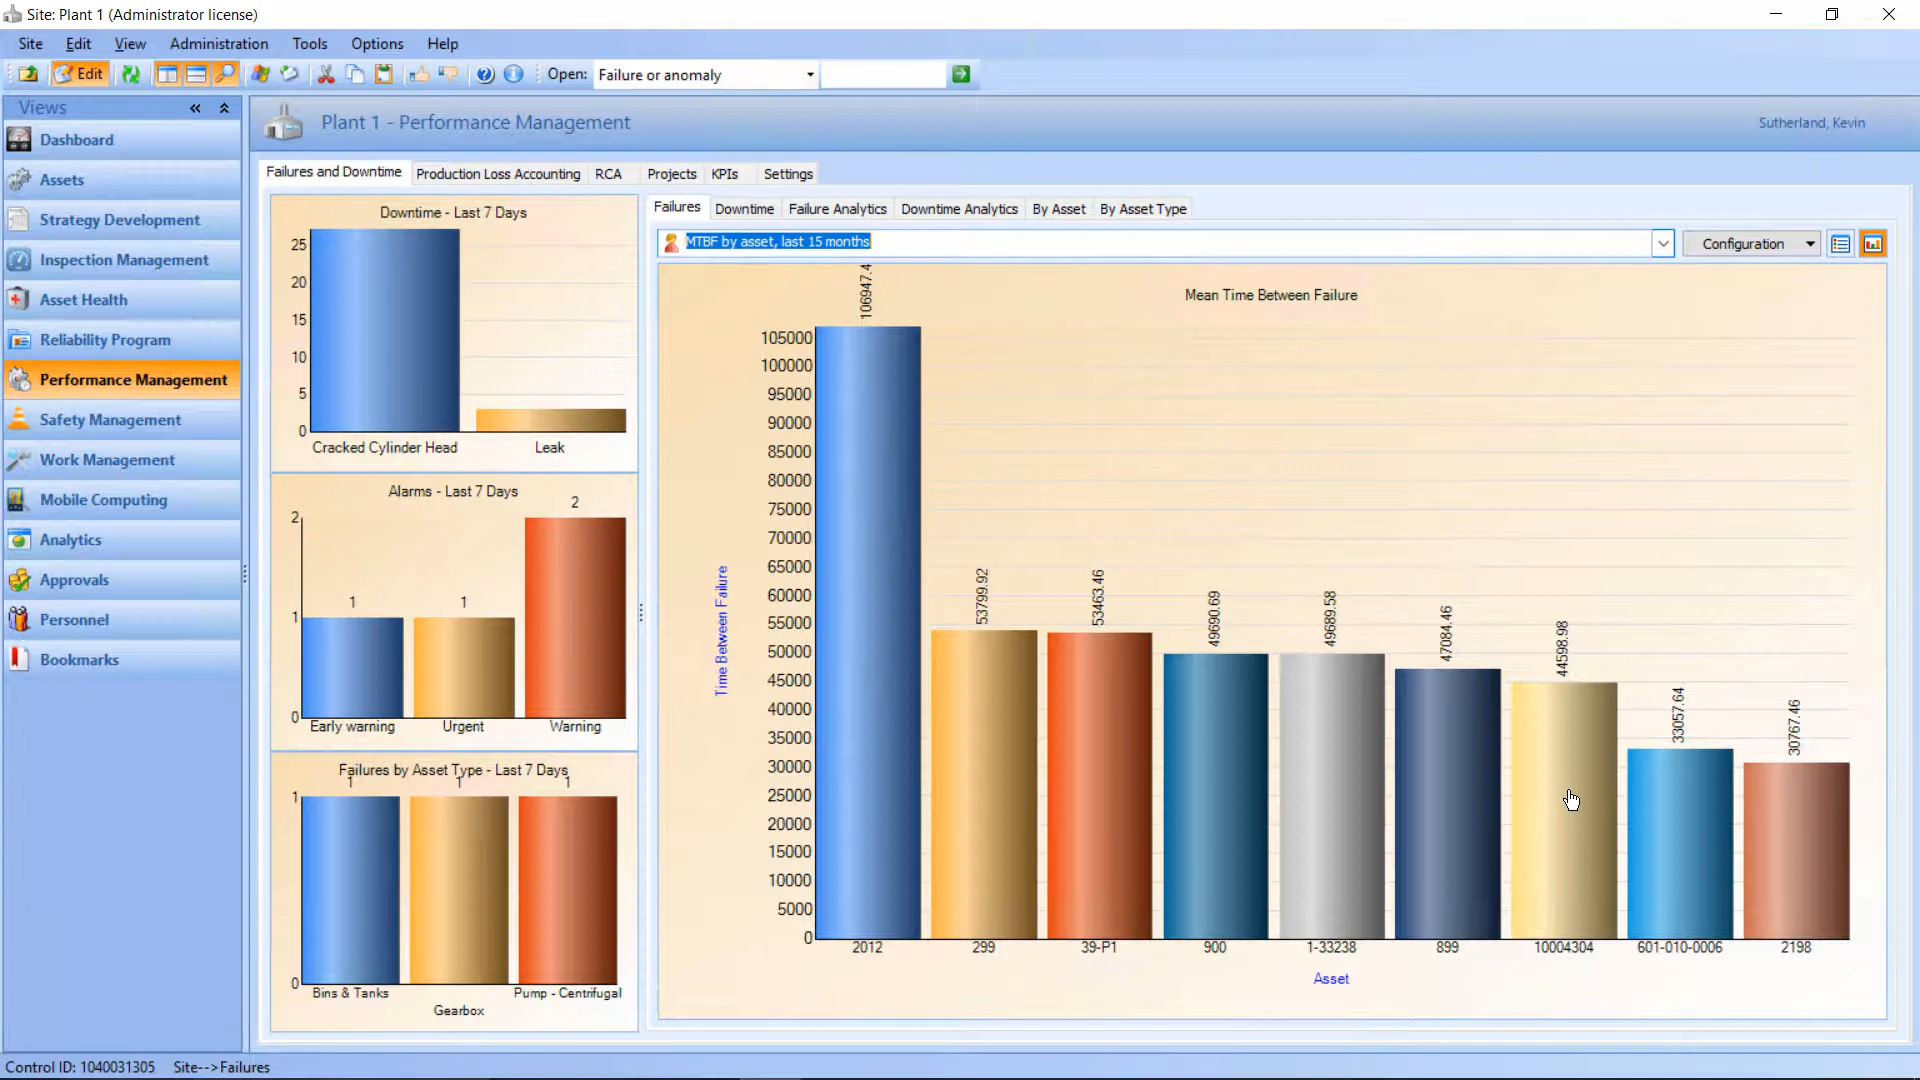 Site: Plant 1 (Administrator license)
Site Edit View Administration Tools Options Help
Edit Open: Failure or anomaly
Views
Dashboard
Assets
Strategy Development
Inspection Management
Asset Health
Reliability Program
Performance Management
Safety Management
Work Management
Mobile Computing
Analytics
Approvals
Personnel
Bookmarks
Plant 1 - Performance Management
Sutherland, Kevin
Failures and Downtime Production Loss Accounting RCA Projects KPIs Settings
Downtime - Last 7 Days
25
20
15
10
5
0
Cracked Cylinder Head Leak
Alarms - Last 7 Days
2
2
1 1
1
0
Early warning Urgent Warning
Failures by Asset Type - Last 7 Days
1 1 1
1
0
Bins & Tanks Pump - Centrifugal
Gearbox
Failures Downtime Failure Analytics Downtime Analytics By Asset By Asset Type
MTBF by asset, last 15 months
Configuration
Mean Time Between Failure
Time Between Failure
105000
100000
95000
90000
85000
80000
75000
70000
65000
60000
55000
50000
45000
40000
35000
30000
25000
20000
15000
10000
5000
0
106947.4
53799.92
53463.46
49690.69
49689.58
47084.46
44598.98
33057.64
30767.46
2012 299 39-P1 900 1-33238 899 10004304 601-010-0006 2198
Asset
Control ID: 1040031305 Site-->Failures